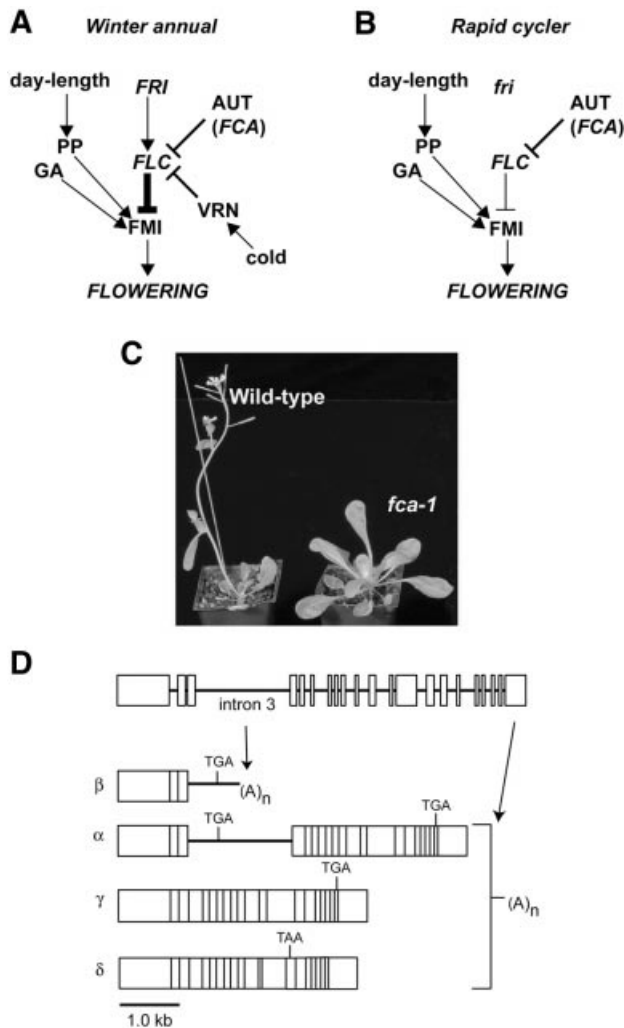 A
Winter annual
day-length
FRI
AUT
(FCA)
PP
GA
FLC
VRN
FMI
cold
FLOWERING
B
Rapid cycler
day-length
fri
AUT
(FCA)
PP
GA
FLC
FMI
FLOWERING
C
Wild-type
fca-1
D
intron 3
TGA
β
(A)n
TGA
TGA
α
TGA
γ
(A)n
TAA
δ
1.0 kb